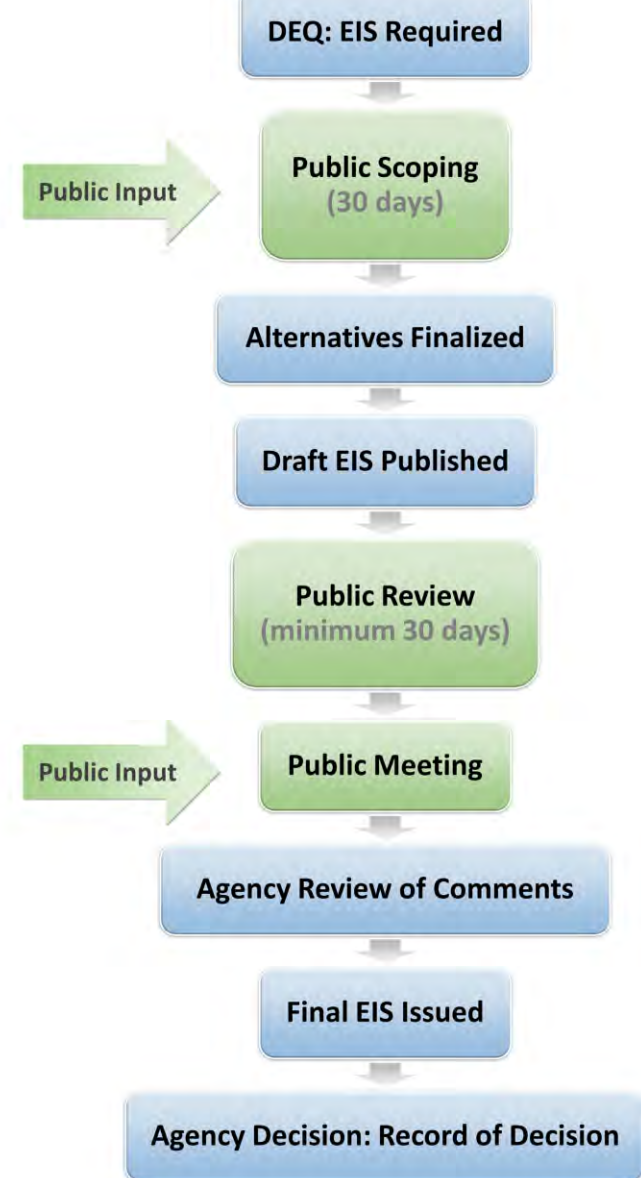 DEQ: EIS Required
Public Input
Public Scoping
(30 days)
Alternatives Finalized
Draft EIS Published
Public Review
(minimum 30 days)
Public Input
Public Meeting
Agency Review of Comments
Final EIS Issued
Agency Decision: Record of Decision